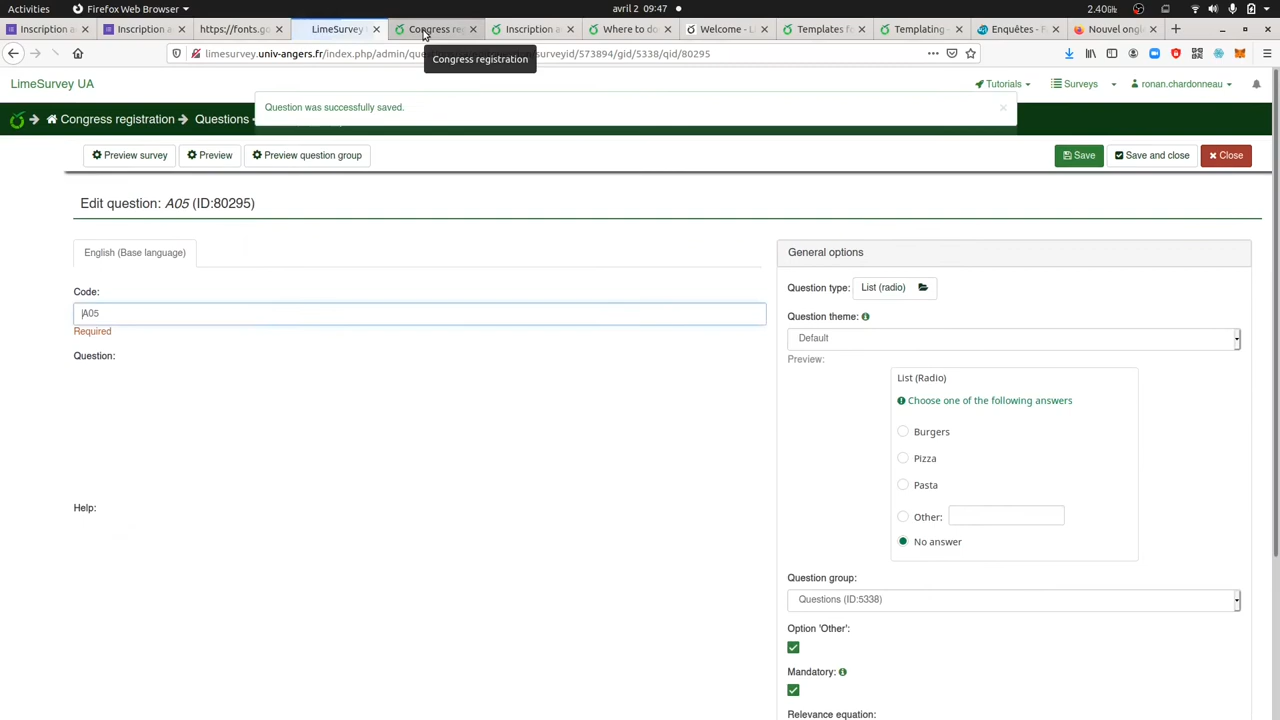 Activities Firefox Web Browser avril 2 09:47 2.40
Inscription a Inscription a https://fonts.go LimeSurvey Congress reg Inscription a Where to do Welcome - L Templates fo Templating Enquêtes - F Nouvel ongl
limesurvey.univ-angers.fr/index.php/admin/que surveyid/573894/gid/5338/qid/80295
Congress registration
LimeSurvey UA Tutorials Surveys ronan.chardonneau
Question was successfully saved. ×
Congress registration Questions
Preview survey Preview Preview question group Save Save and close Close
Edit question: A05 (ID:80295)
English (Base language)
General options
Code:
A05
Required
Question:
Help:
Question type: List (radio)
Question theme:
Default
Preview:
List (Radio)
Choose one of the following answers
Burgers
Pizza
Pasta
Other:
No answer
Question group:
Questions (ID:5338)
Option 'Other':
Mandatory:
Relevance equation: